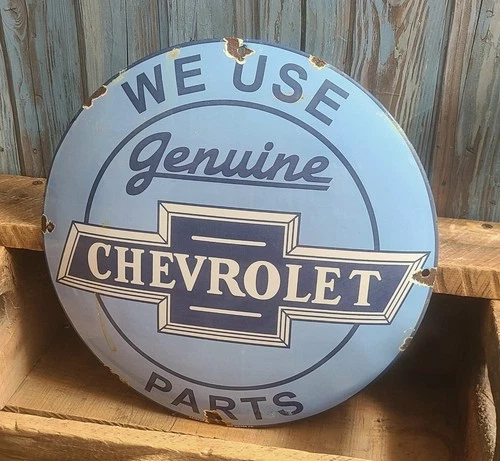 WE USE
Genuine
CHEVROLET
PARTS